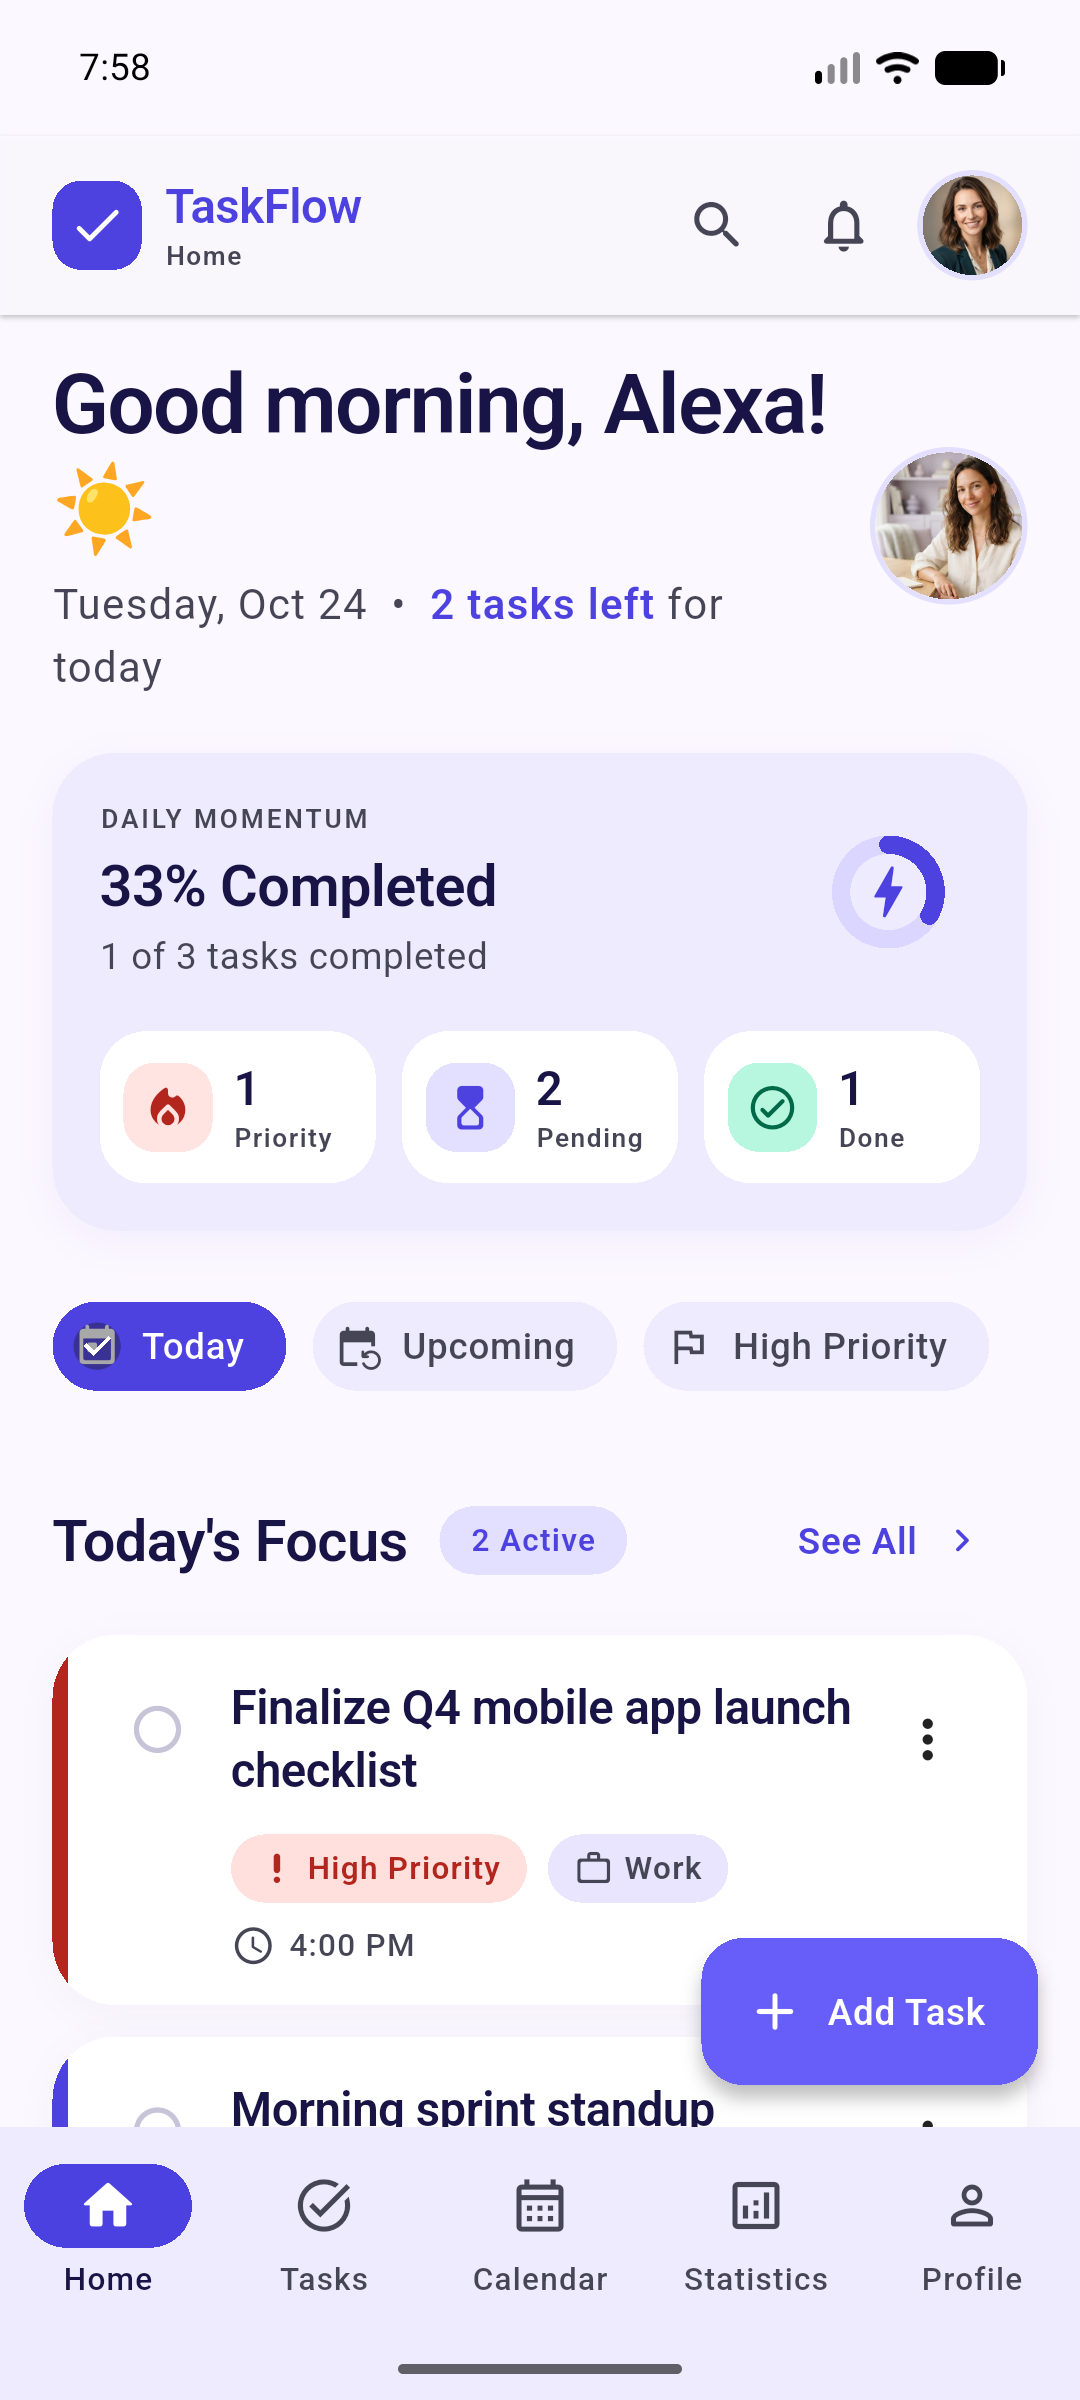 7:58
TaskFlow
Home
Good morning, Alexa!
☀️
Tuesday, Oct 24 • 2 tasks left for
today
DAILY MOMENTUM
33% Completed
1 of 3 tasks completed
1
Priority
2
Pending
1
Done
Today
Upcoming
High Priority
Today's Focus
2 Active
See All
Finalize Q4 mobile app launch
checklist
High Priority
Work
4:00 PM
Add Task
Morning sprint standup
Home
Tasks
Calendar
Statistics
Profile